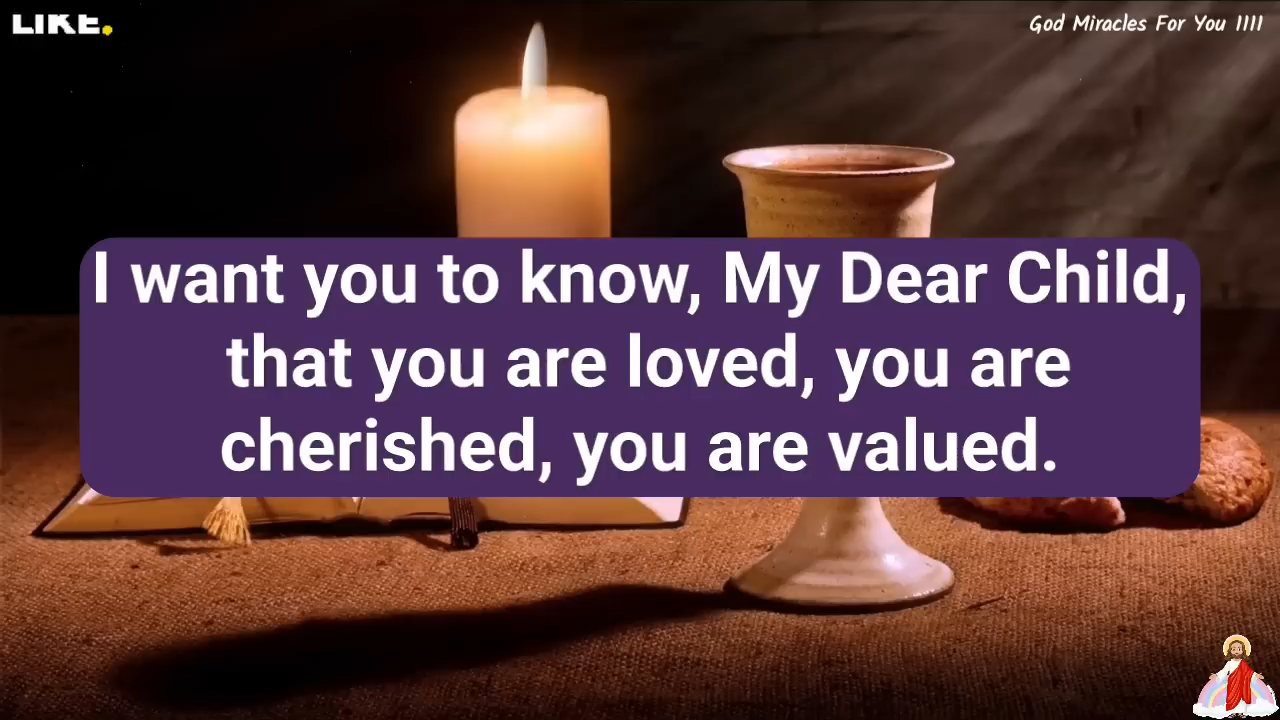 LIKE.
God Miracles For You 1111
I want you to know, My Dear Child,
that you are loved, you are
cherished, you are valued.